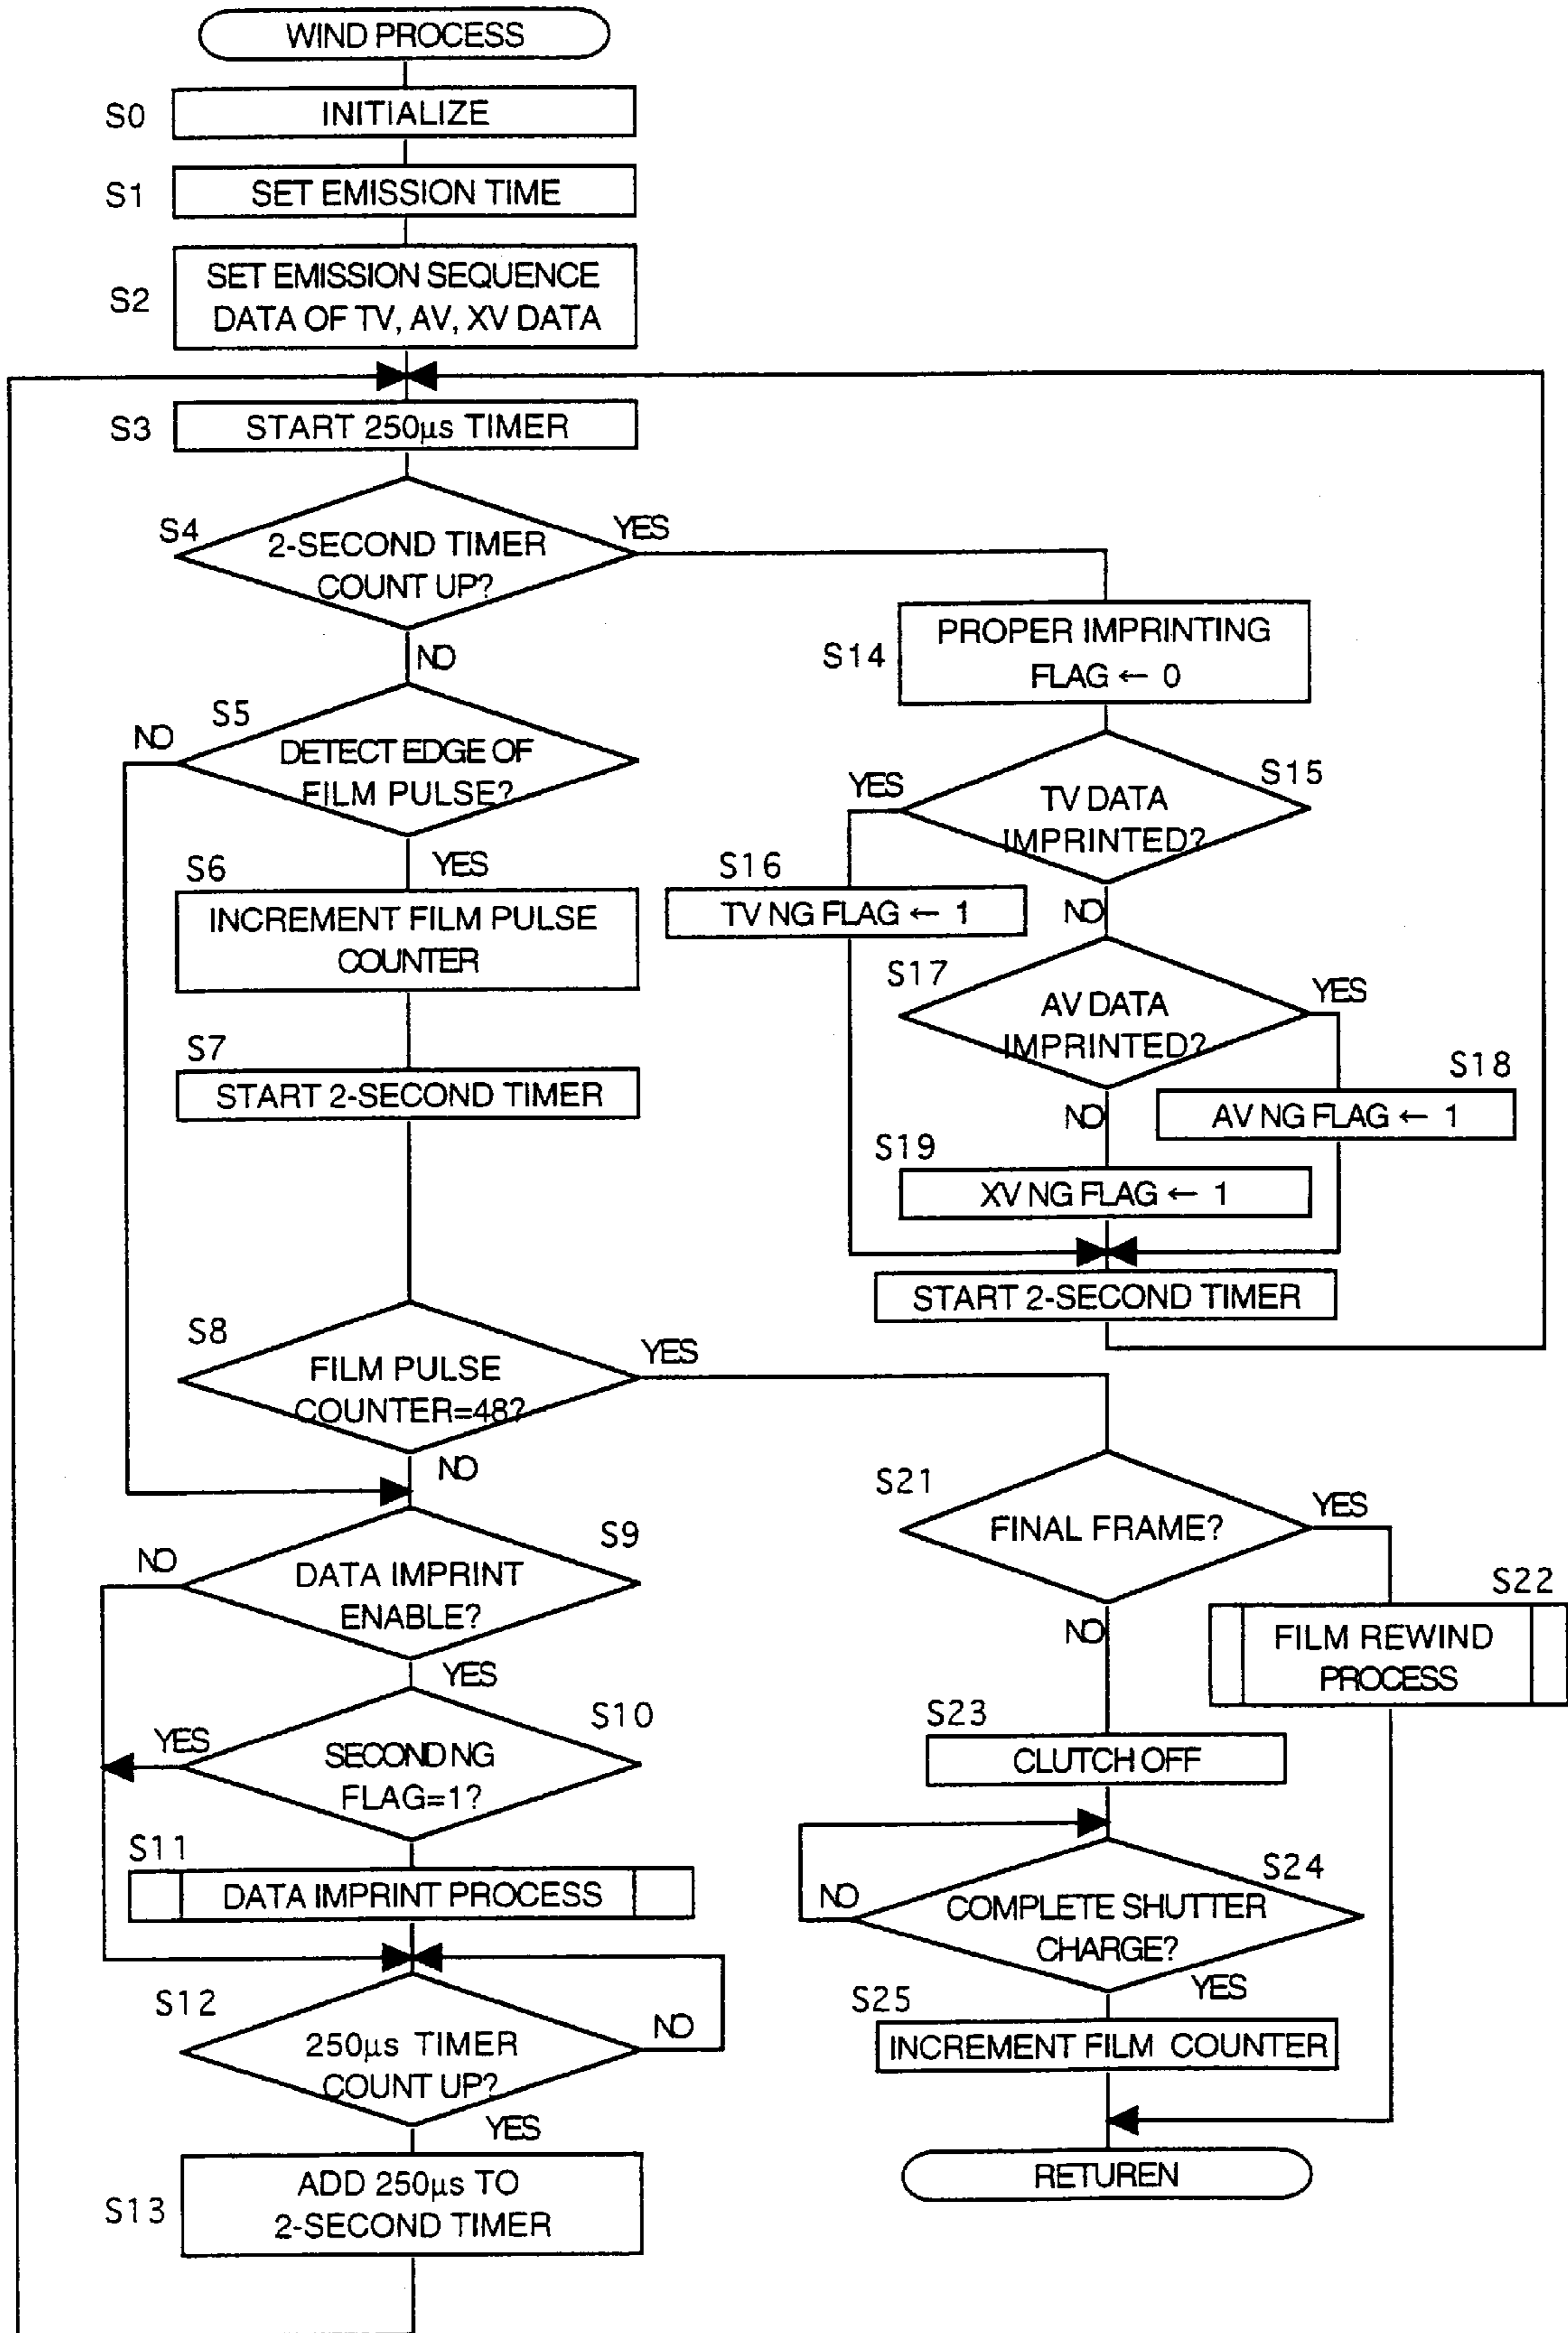 WIND PROCESS
S0
INITIALIZE
S1
SET EMISSION TIME
S2
SET EMISSION SEQUENCE
DATA OF TV, AV, XV DATA
S3
START 250µs TIMER
S4
2-SECOND TIMER
COUNT UP?
YES
NO
S5
DETECT EDGE OF
FILM PULSE?
NO
YES
S6
INCREMENT FILM PULSE
COUNTER
S7
START 2-SECOND TIMER
S8
FILM PULSE
COUNTER=48?
YES
NO
S9
DATA IMPRINT
ENABLE?
NO
YES
S10
SECOND NG
FLAG=1?
YES
S11
DATA IMPRINT PROCESS
S12
250µs TIMER
COUNT UP?
NO
YES
S13
ADD 250µs TO
2-SECOND TIMER
S14
PROPER IMPRINTING
FLAG ← 0
S15
TV DATA
IMPRINTED?
YES
NO
S16
TV NG FLAG ← 1
S17
AV DATA
IMPRINTED?
YES
NO
S18
AV NG FLAG ← 1
S19
XV NG FLAG ← 1
START 2-SECOND TIMER
S21
FINAL FRAME?
YES
NO
S22
FILM REWIND
PROCESS
S23
CLUTCH OFF
S24
COMPLETE SHUTTER
CHARGE?
NO
YES
S25
INCREMENT FILM COUNTER
RETUREN